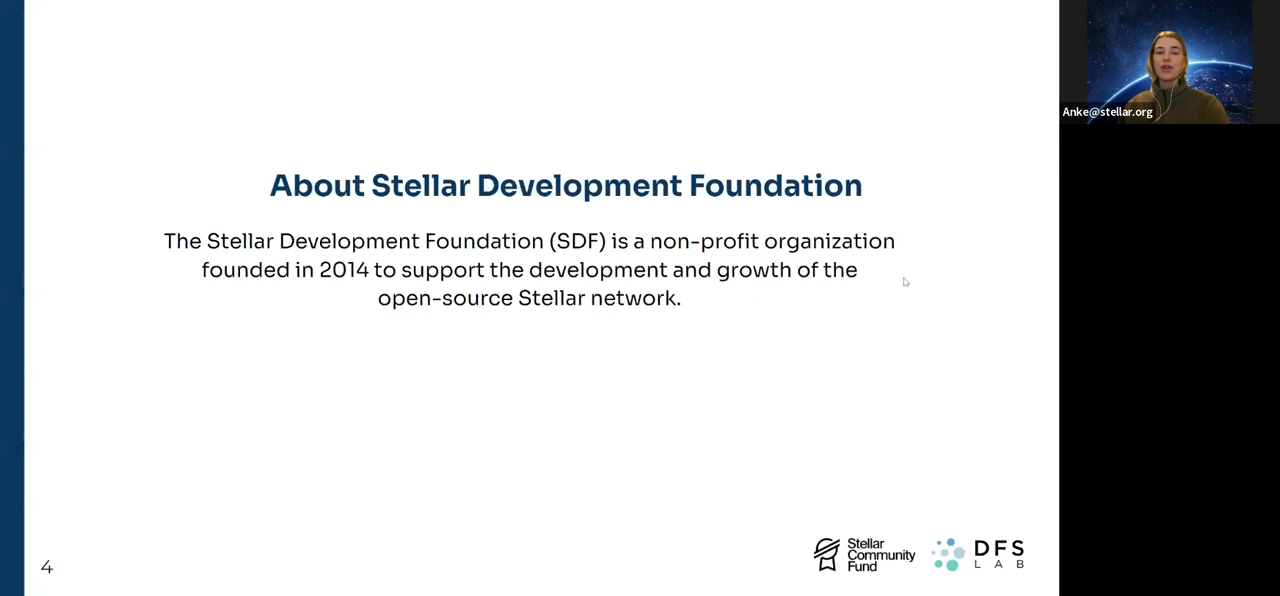 About Stellar Development Foundation
The Stellar Development Foundation (SDF) is a non-profit organization
founded in 2014 to support the development and growth of the
open-source Stellar network.
4
Stellar
Community
Fund
DFS
LAB
Anke@stellar.org